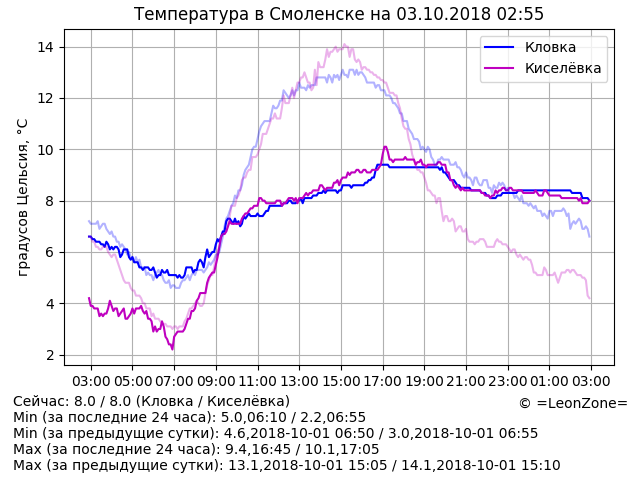 Температура в Смоленске на 03.10.2018 02:55
14
12
10
8
6
4
2
градусов Цельсия, °C
Кловка
Киселёвка
03:00 05:00 07:00 09:00 11:00 13:00 15:00 17:00 19:00 21:00 23:00 01:00 03:00
Сейчас: 8.0 / 8.0 (Кловка / Киселёвка)
© =LeonZone=
Min (за последние 24 часа): 5.0,06:10 / 2.2,06:55
Min (за предыдущие сутки): 4.6,2018-10-01 06:50 / 3.0,2018-10-01 06:55
Max (за последние 24 часа): 9.4,16:45 / 10.1,17:05
Max (за предыдущие сутки): 13.1,2018-10-01 15:05 / 14.1,2018-10-01 15:10